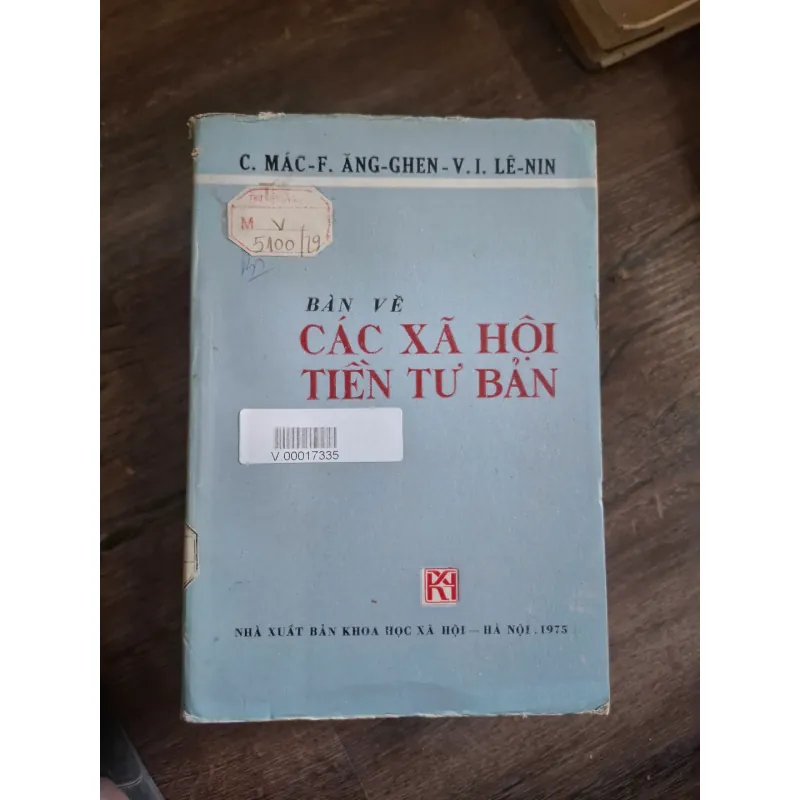 C. MÁC-F. ĂNG-GHEN-V.I. LÊ-NIN
M V
5100/29
BÀN VỀ
CÁC XÃ HỘI
TIỀN TƯ BẢN
V 00017335
NHÀ XUẤT BẢN KHOA HỌC XÃ HỘI - HÀ NỘI. 1975